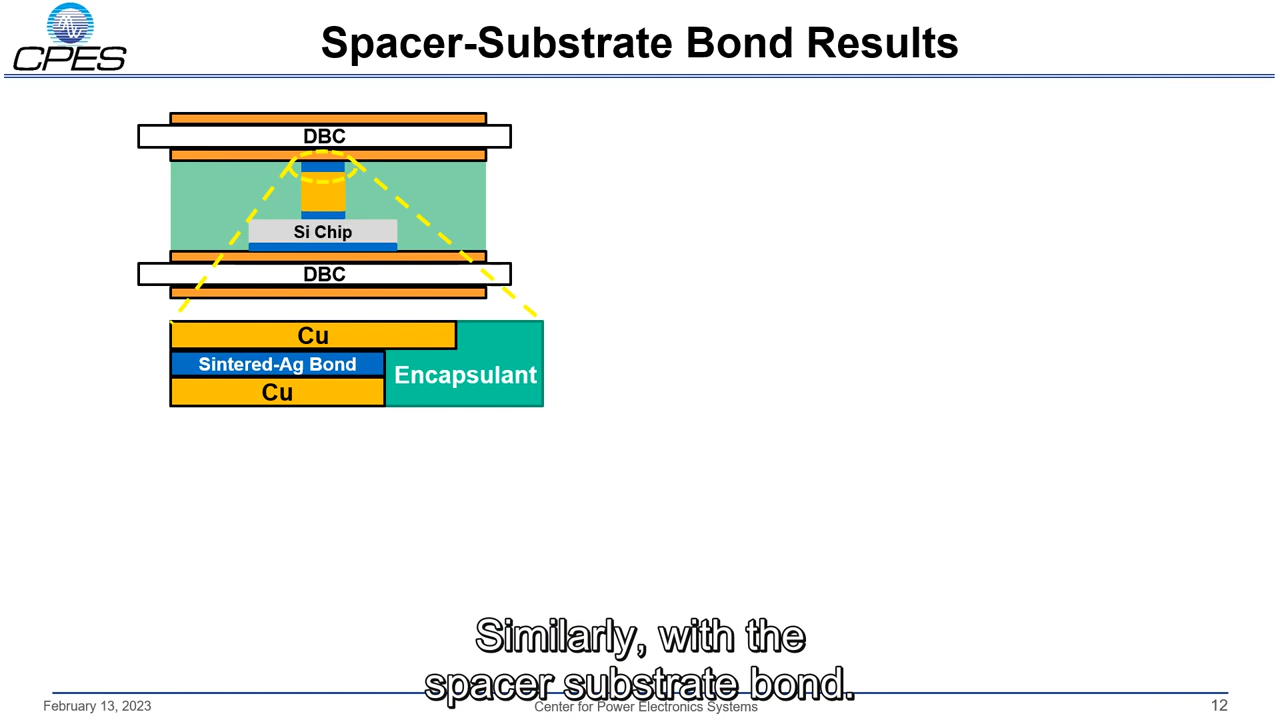 CPES
Spacer-Substrate Bond Results
DBC
Si Chip
DBC
Cu
Sintered-Ag Bond
Cu
Encapsulant
Similarly, with the
spacer substrate bond.
February 13, 2023
Center for Power Electronics Systems
12